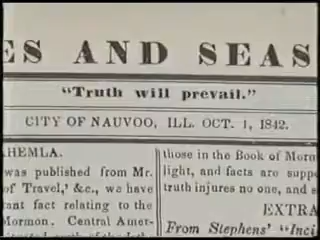 ES AND SEAS
"Truth will prevail."
CITY OF NAUVOO, ILL. OCT. 1, 1842.
AHEMLA.
was published from Mr.
of Travel,' &c., we have
tant fact relating to the
Mormon. Central Amer-
those in the Book of Morm
light, and facts are supp
truth injures no one, and s
EXTRA
From Stephens' "Inci